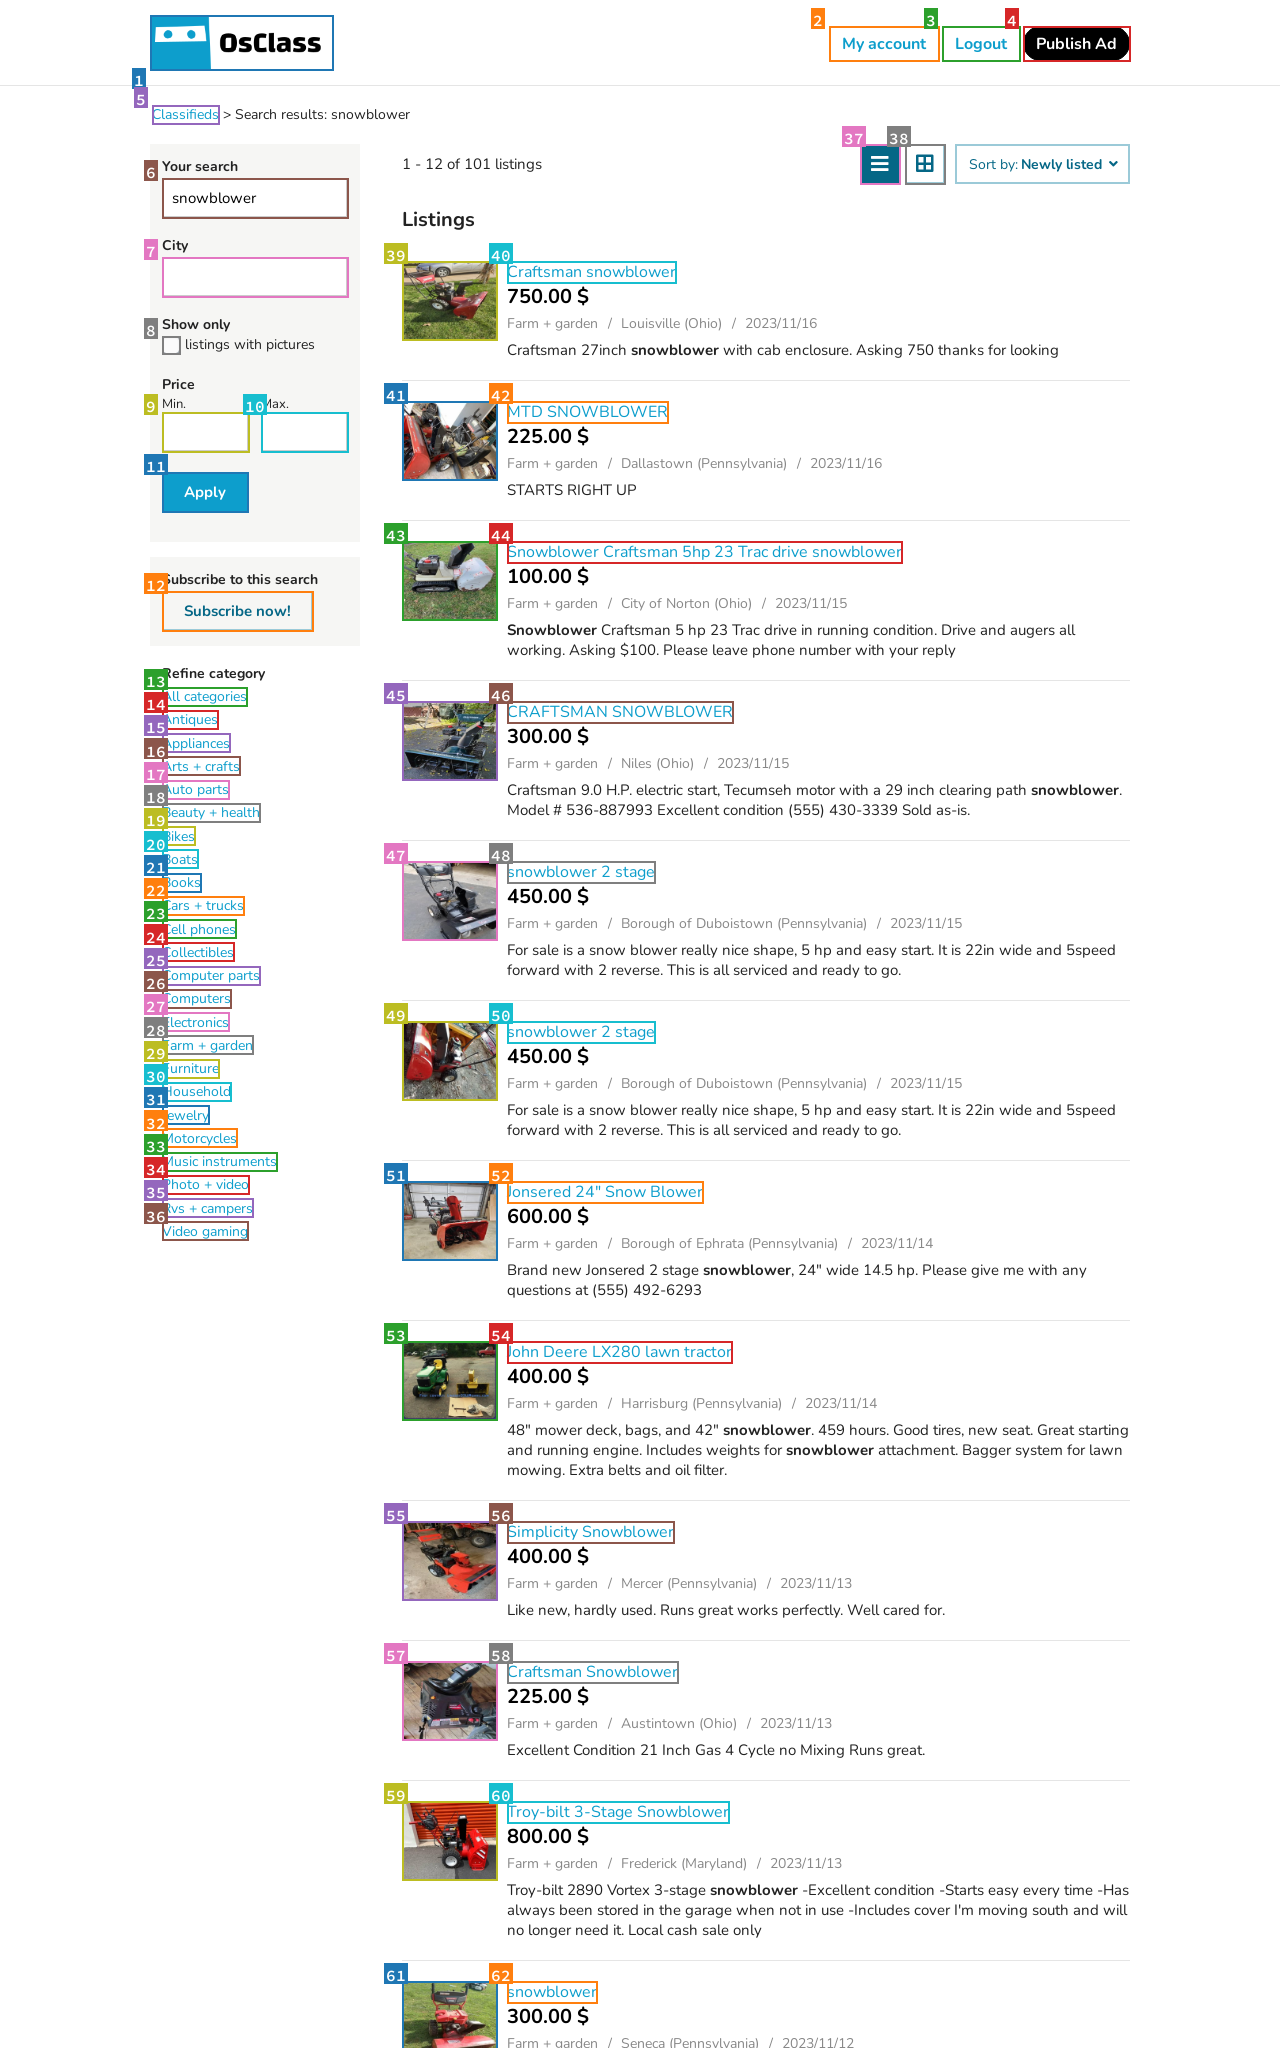 OsClass
2
My account
3
Logout
4
Publish Ad
1
5
Classifieds > Search results: snowblower
6
Your search
snowblower
7
City
8
Show only
listings with pictures
Price
9
Min.
10
Max.
11
Apply
12
Subscribe to this search
Subscribe now!
Refine category
13
All categories
14
Antiques
15
Appliances
16
Arts + crafts
17
Auto parts
18
Beauty + health
19
Bikes
20
Boats
21
Books
22
Cars + trucks
23
Cell phones
24
Collectibles
25
Computer parts
26
Computers
27
Electronics
28
Farm + garden
29
Furniture
30
Household
31
Jewelry
32
Motorcycles
33
Music instruments
34
Photo + video
35
Rvs + campers
36
Video gaming
1 - 12 of 101 listings
37
38
Sort by: Newly listed
Listings
39
40
Craftsman snowblower
750.00 $
Farm + garden / Louisville (Ohio) / 2023/11/16
Craftsman 27inch snowblower with cab enclosure. Asking 750 thanks for looking
41
42
MTD SNOWBLOWER
225.00 $
Farm + garden / Dallastown (Pennsylvania) / 2023/11/16
STARTS RIGHT UP
43
44
Snowblower Craftsman 5hp 23 Trac drive snowblower
100.00 $
Farm + garden / City of Norton (Ohio) / 2023/11/15
Snowblower Craftsman 5 hp 23 Trac drive in running condition. Drive and augers all
working. Asking $100. Please leave phone number with your reply
45
46
CRAFTSMAN SNOWBLOWER
300.00 $
Farm + garden / Niles (Ohio) / 2023/11/15
Craftsman 9.0 H.P. electric start, Tecumseh motor with a 29 inch clearing path snowblower.
Model # 536-887993 Excellent condition (555) 430-3339 Sold as-is.
47
48
snowblower 2 stage
450.00 $
Farm + garden / Borough of Duboistown (Pennsylvania) / 2023/11/15
For sale is a snow blower really nice shape, 5 hp and easy start. It is 22in wide and 5speed
forward with 2 reverse. This is all serviced and ready to go.
49
50
snowblower 2 stage
450.00 $
Farm + garden / Borough of Duboistown (Pennsylvania) / 2023/11/15
For sale is a snow blower really nice shape, 5 hp and easy start. It is 22in wide and 5speed
forward with 2 reverse. This is all serviced and ready to go.
51
52
Jonsered 24" Snow Blower
600.00 $
Farm + garden / Borough of Ephrata (Pennsylvania) / 2023/11/14
Brand new Jonsered 2 stage snowblower, 24" wide 14.5 hp. Please give me with any
questions at (555) 492-6293
53
54
John Deere LX280 lawn tractor
400.00 $
Farm + garden / Harrisburg (Pennsylvania) / 2023/11/14
48" mower deck, bags, and 42" snowblower. 459 hours. Good tires, new seat. Great starting
and running engine. Includes weights for snowblower attachment. Bagger system for lawn
mowing. Extra belts and oil filter.
55
56
Simplicity Snowblower
400.00 $
Farm + garden / Mercer (Pennsylvania) / 2023/11/13
Like new, hardly used. Runs great works perfectly. Well cared for.
57
58
Craftsman Snowblower
225.00 $
Farm + garden / Austintown (Ohio) / 2023/11/13
Excellent Condition 21 Inch Gas 4 Cycle no Mixing Runs great.
59
60
Troy-bilt 3-Stage Snowblower
800.00 $
Farm + garden / Frederick (Maryland) / 2023/11/13
Troy-bilt 2890 Vortex 3-stage snowblower -Excellent condition -Starts easy every time -Has
always been stored in the garage when not in use -Includes cover I'm moving south and will
no longer need it. Local cash sale only
61
62
snowblower
300.00 $
Farm + garden / Seneca (Pennsylvania) / 2023/11/12